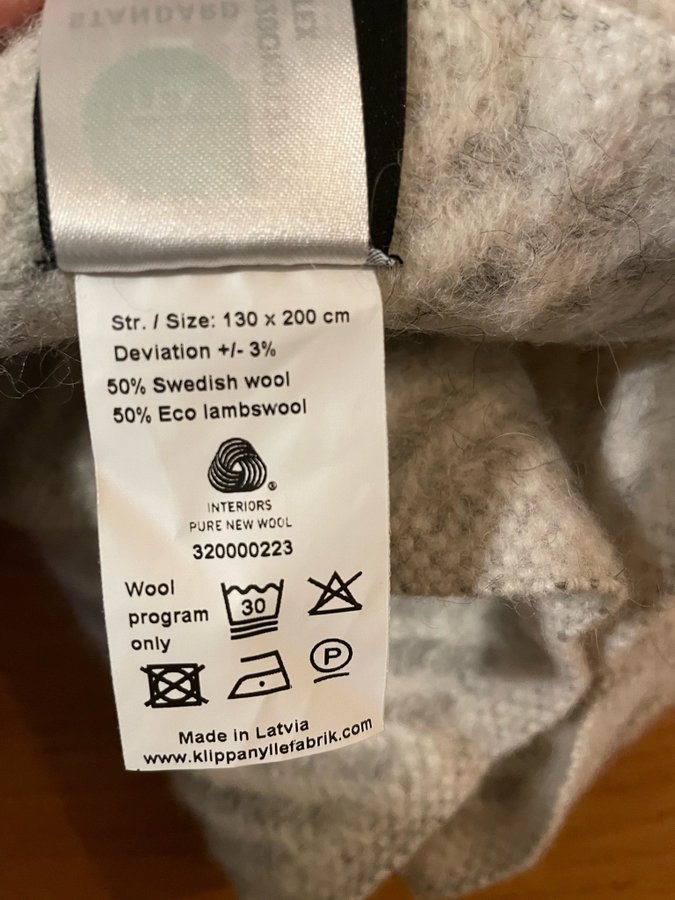 STANDARD
Str. / Size: 130 x 200 cm
Deviation +/- 3%
50% Swedish wool
50% Eco lambswool
®
INTERIORS
PURE NEW WOOL
320000223
Wool
program
only
30
P
Made in Latvia
www.klippanyllefabrik.com